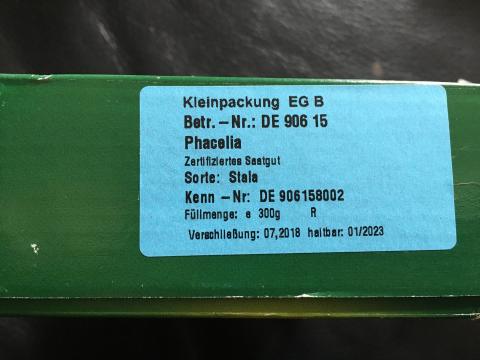 Kleinpackung EG B
Betr. -Nr.: DE 906 15
Phacelia
Zertifiziertes Saatgut
Sorte: Stala
Kenn -Nr: DE 906158002
Füllmenge: e 300g R
Verschließung: 07,2018 haltbar: 01/2023